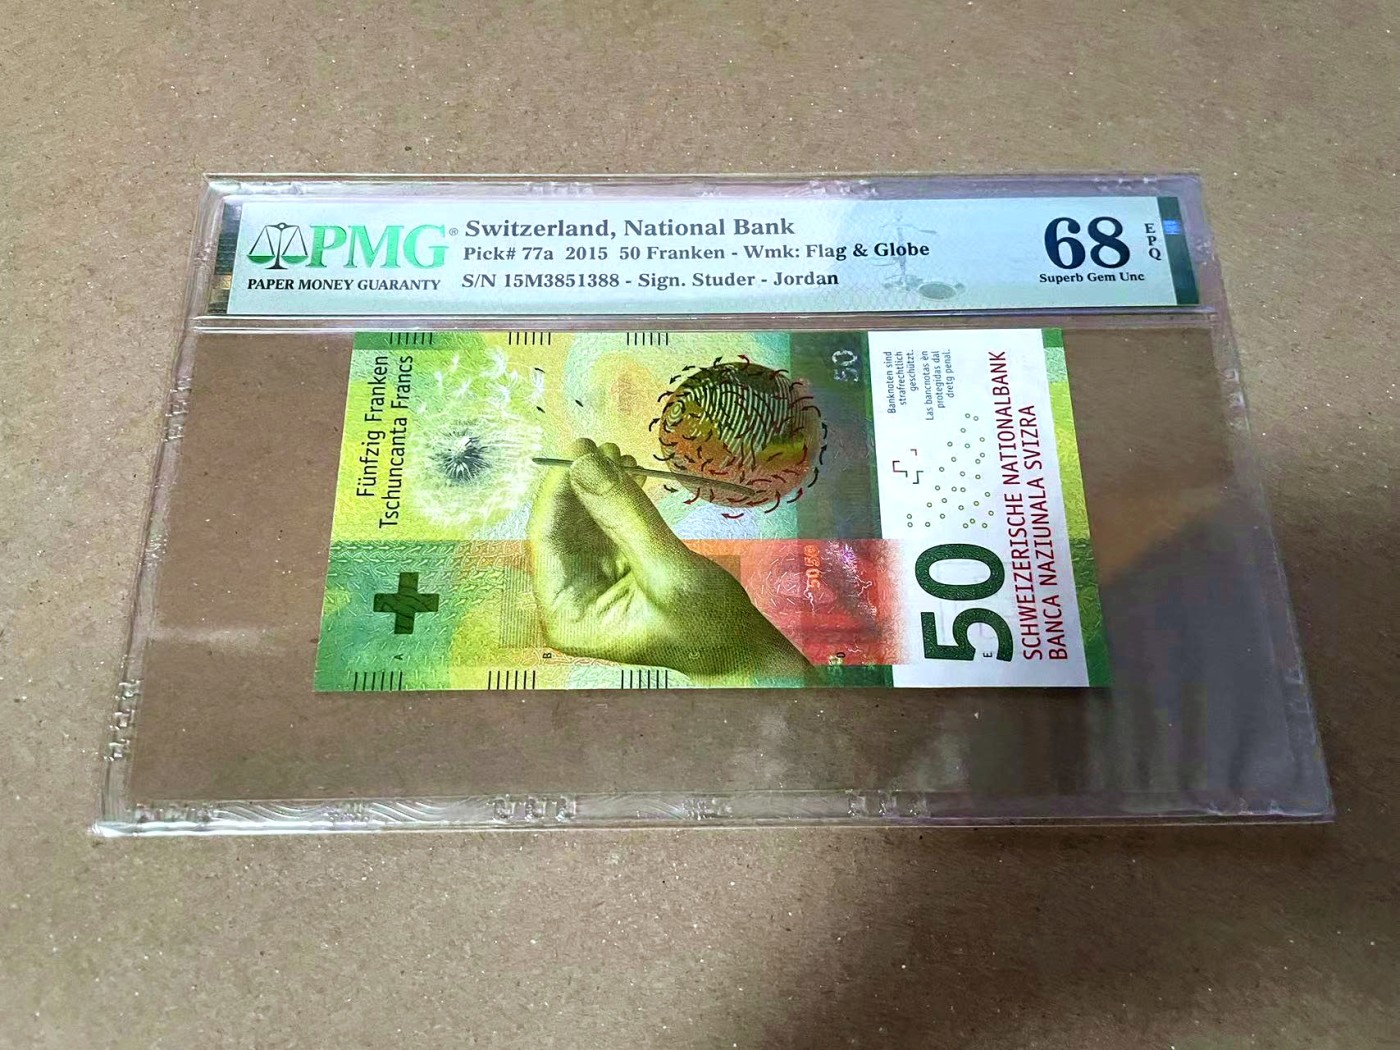 PMG®
PAPER MONEY GUARANTY
Switzerland, National Bank
Pick# 77a 2015 50 Franken - Wmk: Flag & Globe
S/N 15M3851388 - Sign. Studer - Jordan
68
Superb Gem Unc
EPQ
Fünfzig Franken
Tschuncanta Francs
50
5050
Banknoten sind
strafrechtlich
geschützt.
Las bancnotas èn
protegidas dal
dretg penal.
50
SCHWEIZERISCHE NATIONALBANK
BANCA NAZIUNALA SVIZRA
A
B
C
D
E